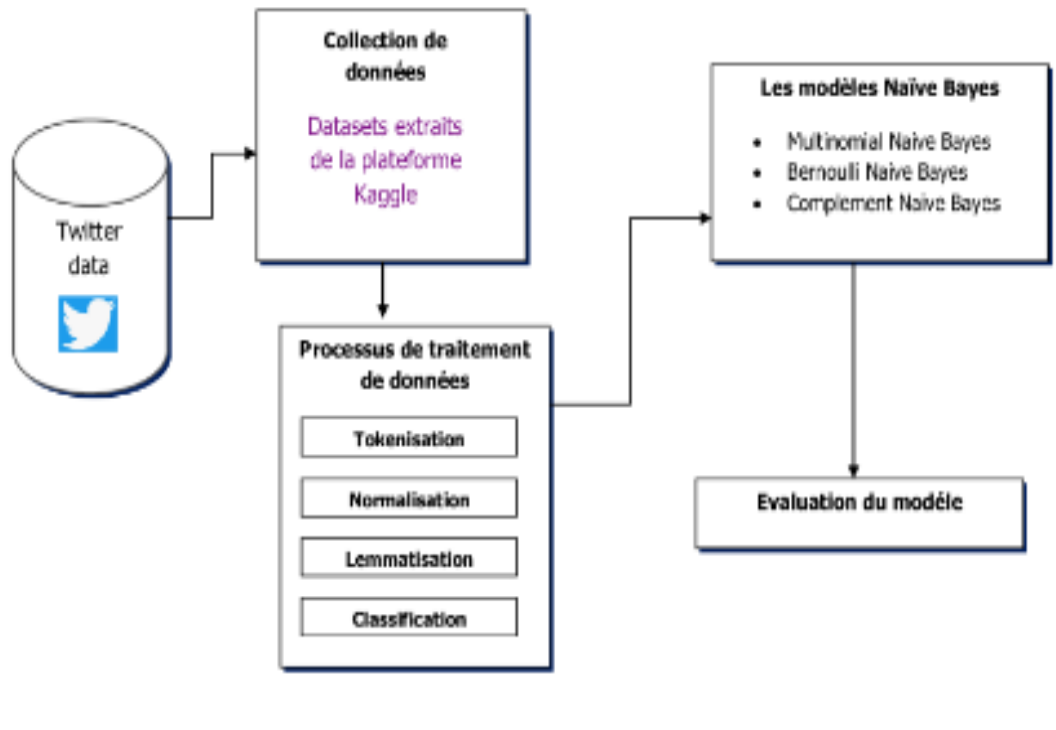 Twitter
data
Collection de
données
Datasets extraits
de la plateforme
Kaggle
Processus de traitement
de données
Tokenisation
Normalisation
Lemmatisation
Classification
Les modèles Naïve Bayes
• Multinomial Naive Bayes
• Bernoulli Naive Bayes
• Complement Naive Bayes
Evaluation du modéle